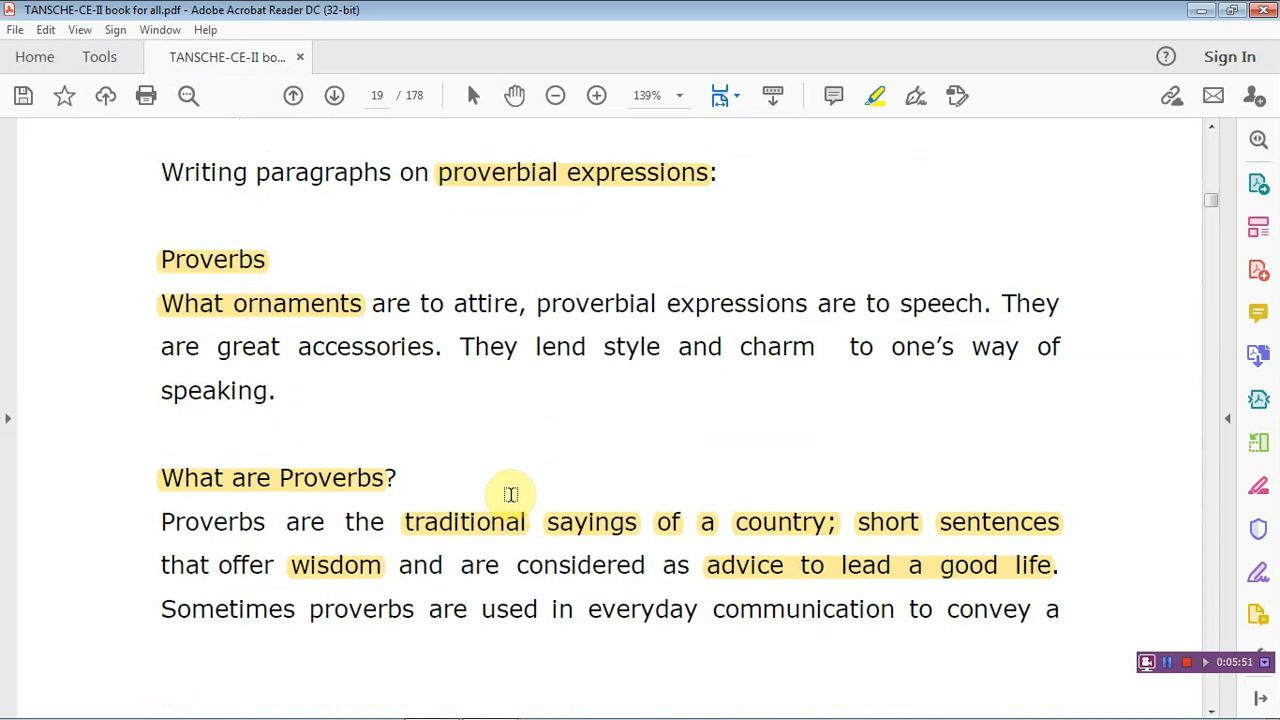 TANSCHE-CE-II book for all.pdf - Adobe Acrobat Reader DC (32-bit)
File Edit View Sign Window Help
Home Tools TANSCHE-CE-II bo... × Sign In
19 / 178 139%
Writing paragraphs on proverbial expressions:
Proverbs
What ornaments are to attire, proverbial expressions are to speech. They
are great accessories. They lend style and charm to one’s way of
speaking.
What are Proverbs?
Proverbs are the traditional sayings of a country; short sentences
that offer wisdom and are considered as advice to lead a good life.
Sometimes proverbs are used in everyday communication to convey a
0:05:51